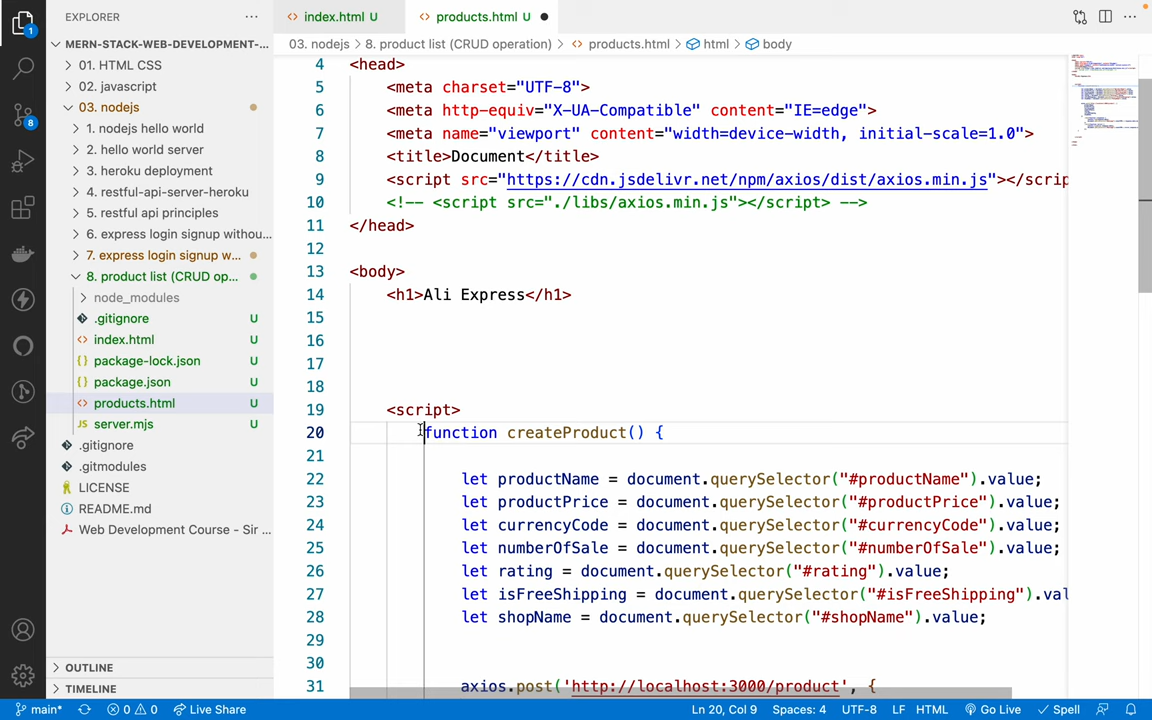 EXPLORER
index.html U
products.html U
MERN-STACK-WEB-DEVELOPMENT-...
03. nodejs > 8. product list (CRUD operation) > products.html > html > body
01. HTML CSS
02. javascript
03. nodejs
1. nodejs hello world
2. hello world server
3. heroku deployment
4. restful-api-server-heroku
5. restful api principles
6. express login signup withou...
7. express login signup w...
8. product list (CRUD op...
node_modules
.gitignore U
index.html U
package-lock.json U
package.json U
products.html U
server.mjs U
.gitignore
.gitmodules
LICENSE
README.md
Web Development Course - Sir ...
OUTLINE
TIMELINE
4 <head>
5 <meta charset="UTF-8">
6 <meta http-equiv="X-UA-Compatible" content="IE=edge">
7 <meta name="viewport" content="width=device-width, initial-scale=1.0">
8 <title>Document</title>
9 <script src="https://cdn.jsdelivr.net/npm/axios/dist/axios.min.js"></scrip
10 <!-- <script src="./libs/axios.min.js"></script> -->
11 </head>
12
13 <body>
14 <h1>Ali Express</h1>
15
16
17
18
19 <script>
20 function createProduct() {
21
22 let productName = document.querySelector("#productName").value;
23 let productPrice = document.querySelector("#productPrice").value;
24 let currencyCode = document.querySelector("#currencyCode").value;
25 let numberOfSale = document.querySelector("#numberOfSale").value;
26 let rating = document.querySelector("#rating").value;
27 let isFreeShipping = document.querySelector("#isFreeShipping").val
28 let shopName = document.querySelector("#shopName").value;
29
30
31 axios.post('http://localhost:3000/product', {
1
8
main* 0 0 Live Share Ln 20, Col 9 Spaces: 4 UTF-8 LF HTML Go Live Spell